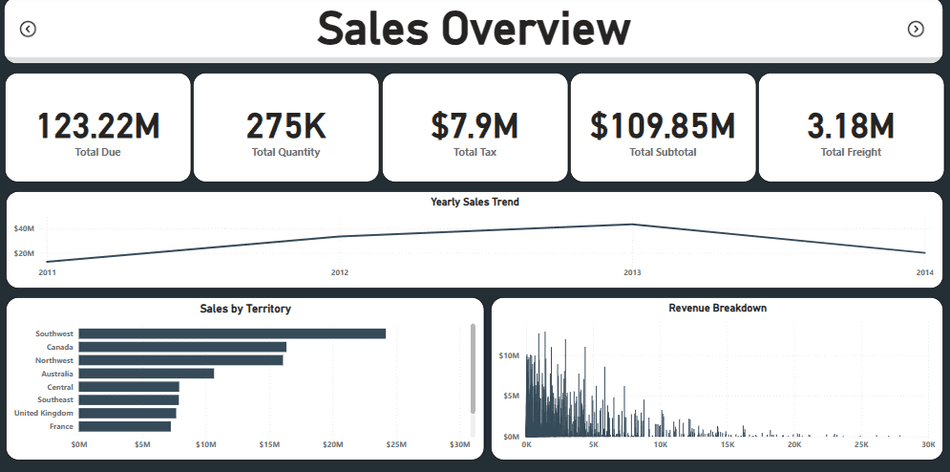 Sales Overview
123.22M
Total Due
275K
Total Quantity
$7.9M
Total Tax
$109.85M
Total Subtotal
3.18M
Total Freight
Yearly Sales Trend
$40M
$20M
2011 2012 2013 2014
Sales by Territory
Southwest
Canada
Northwest
Australia
Central
Southeast
United Kingdom
France
$0M $5M $10M $15M $20M $25M $30M
Revenue Breakdown
$10M
$5M
$0M
0K 5K 10K 15K 20K 25K 30K